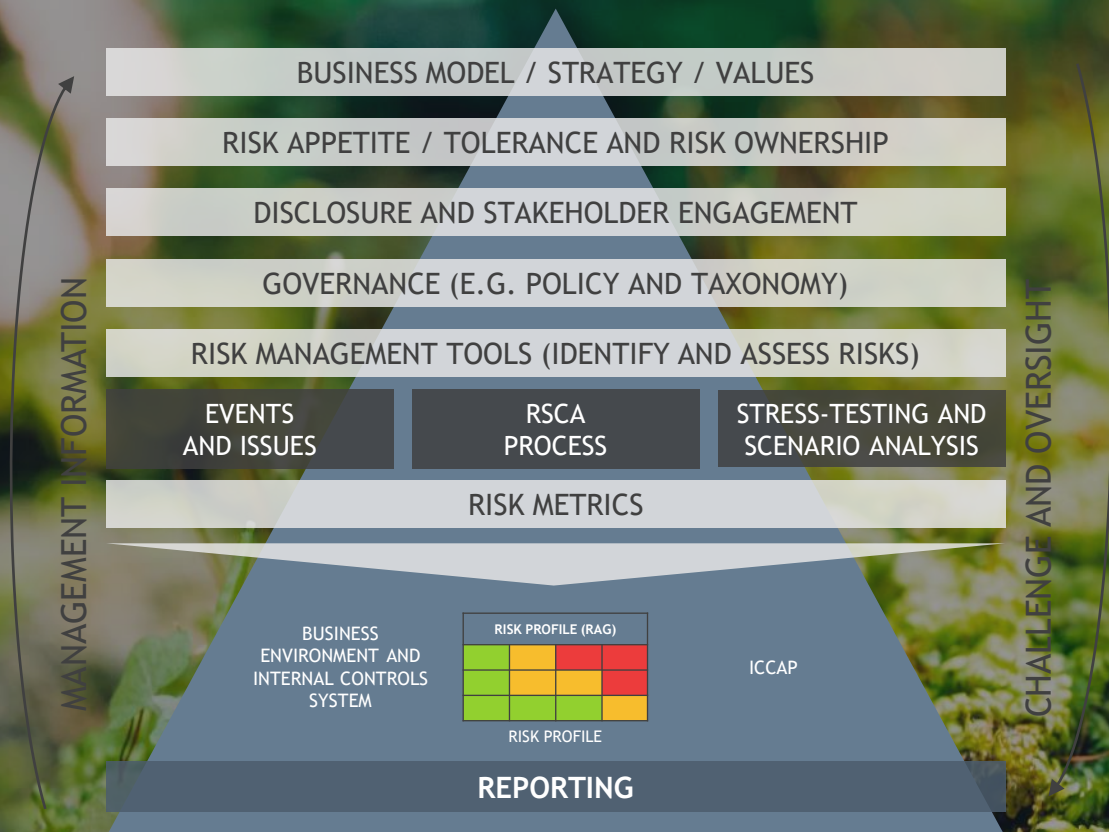 BUSINESS MODEL / STRATEGY / VALUES
RISK APPETITE / TOLERANCE AND RISK OWNERSHIP
DISCLOSURE AND STAKEHOLDER ENGAGEMENT
GOVERNANCE (E.G. POLICY AND TAXONOMY)
RISK MANAGEMENT TOOLS (IDENTIFY AND ASSESS RISKS)
EVENTS
AND ISSUES
RSCA
PROCESS
STRESS-TESTING AND
SCENARIO ANALYSIS
RISK METRICS
MANAGEMENT INFORMATION
CHALLENGE AND OVERSIGHT
BUSINESS
ENVIRONMENT AND
INTERNAL CONTROLS
SYSTEM
RISK PROFILE (RAG)
RISK PROFILE
ICCAP
REPORTING